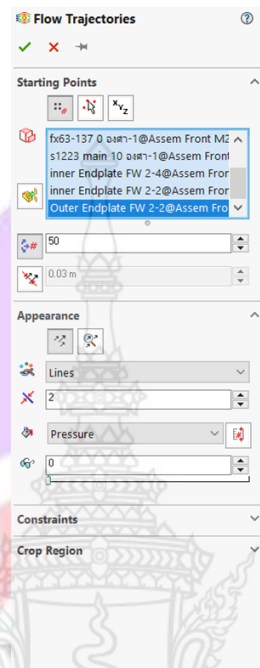 Flow Trajectories
Starting Points
fx63-137 0 องศา-1@Assem Front M2
s1223 main 10 องศา-1@Assem Front
inner Endplate FW 2-4@Assem Fror
inner Endplate FW 2-2@Assem Fror
Outer Endplate FW 2-2@Assem Fro
50
0.03 m
Appearance
Lines
2
Pressure
0
Constraints
Crop Region